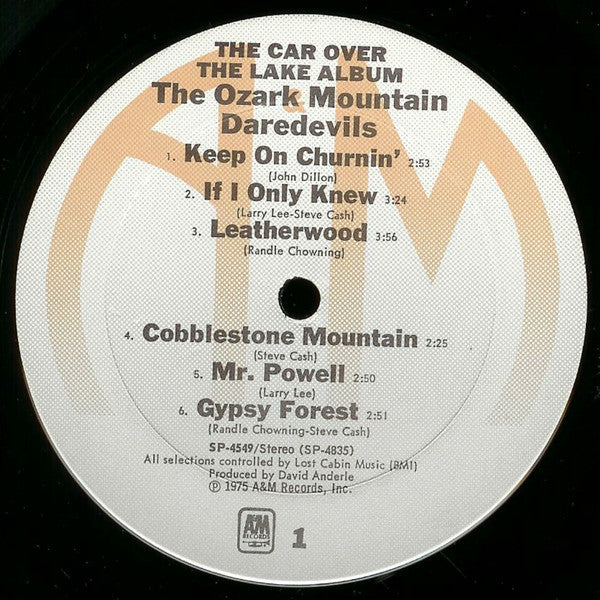 THE CAR OVER
THE LAKE ALBUM
The Ozark Mountain
Daredevils
1. Keep On Churnin' 2:53
(John Dillon)
2. If I Only Knew 3:24
(Larry Lee-Steve Cash)
3. Leatherwood 3:56
(Randle Chowning)
4. Cobblestone Mountain 2:25
(Steve Cash)
5. Mr. Powell 2:50
(Larry Lee)
6. Gypsy Forest 2:51
(Randle Chowning-Steve Cash)
SP-4549/Stereo (SP-4835)
All selections controlled by Lost Cabin Music (BMI)
Produced by David Anderle
℗ 1975 A&M Records, Inc.
A&M
RECORDS
1